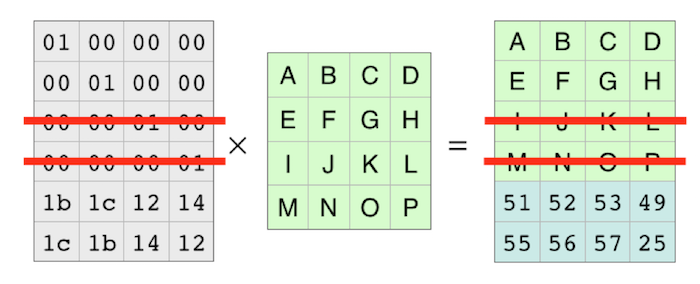 01 00 00 00
00 01 00 00
00 00 01 00
00 00 00 01
1b 1c 12 14
1c 1b 14 12
×
A B C D
E F G H
I J K L
M N O P
=
A B C D
E F G H
I J K L
M N O P
51 52 53 49
55 56 57 25